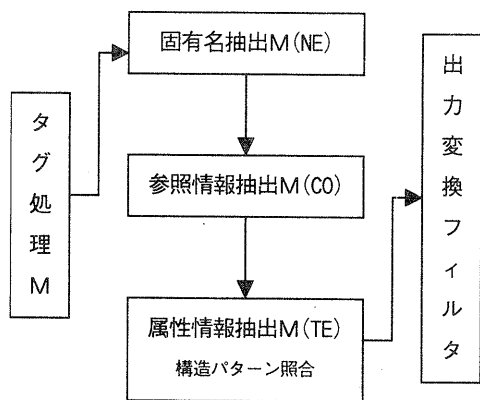 タグ処理M
固有名抽出M(NE)
参照情報抽出M(CO)
属性情報抽出M(TE)
構造パターン照合
出力変換フィルタ